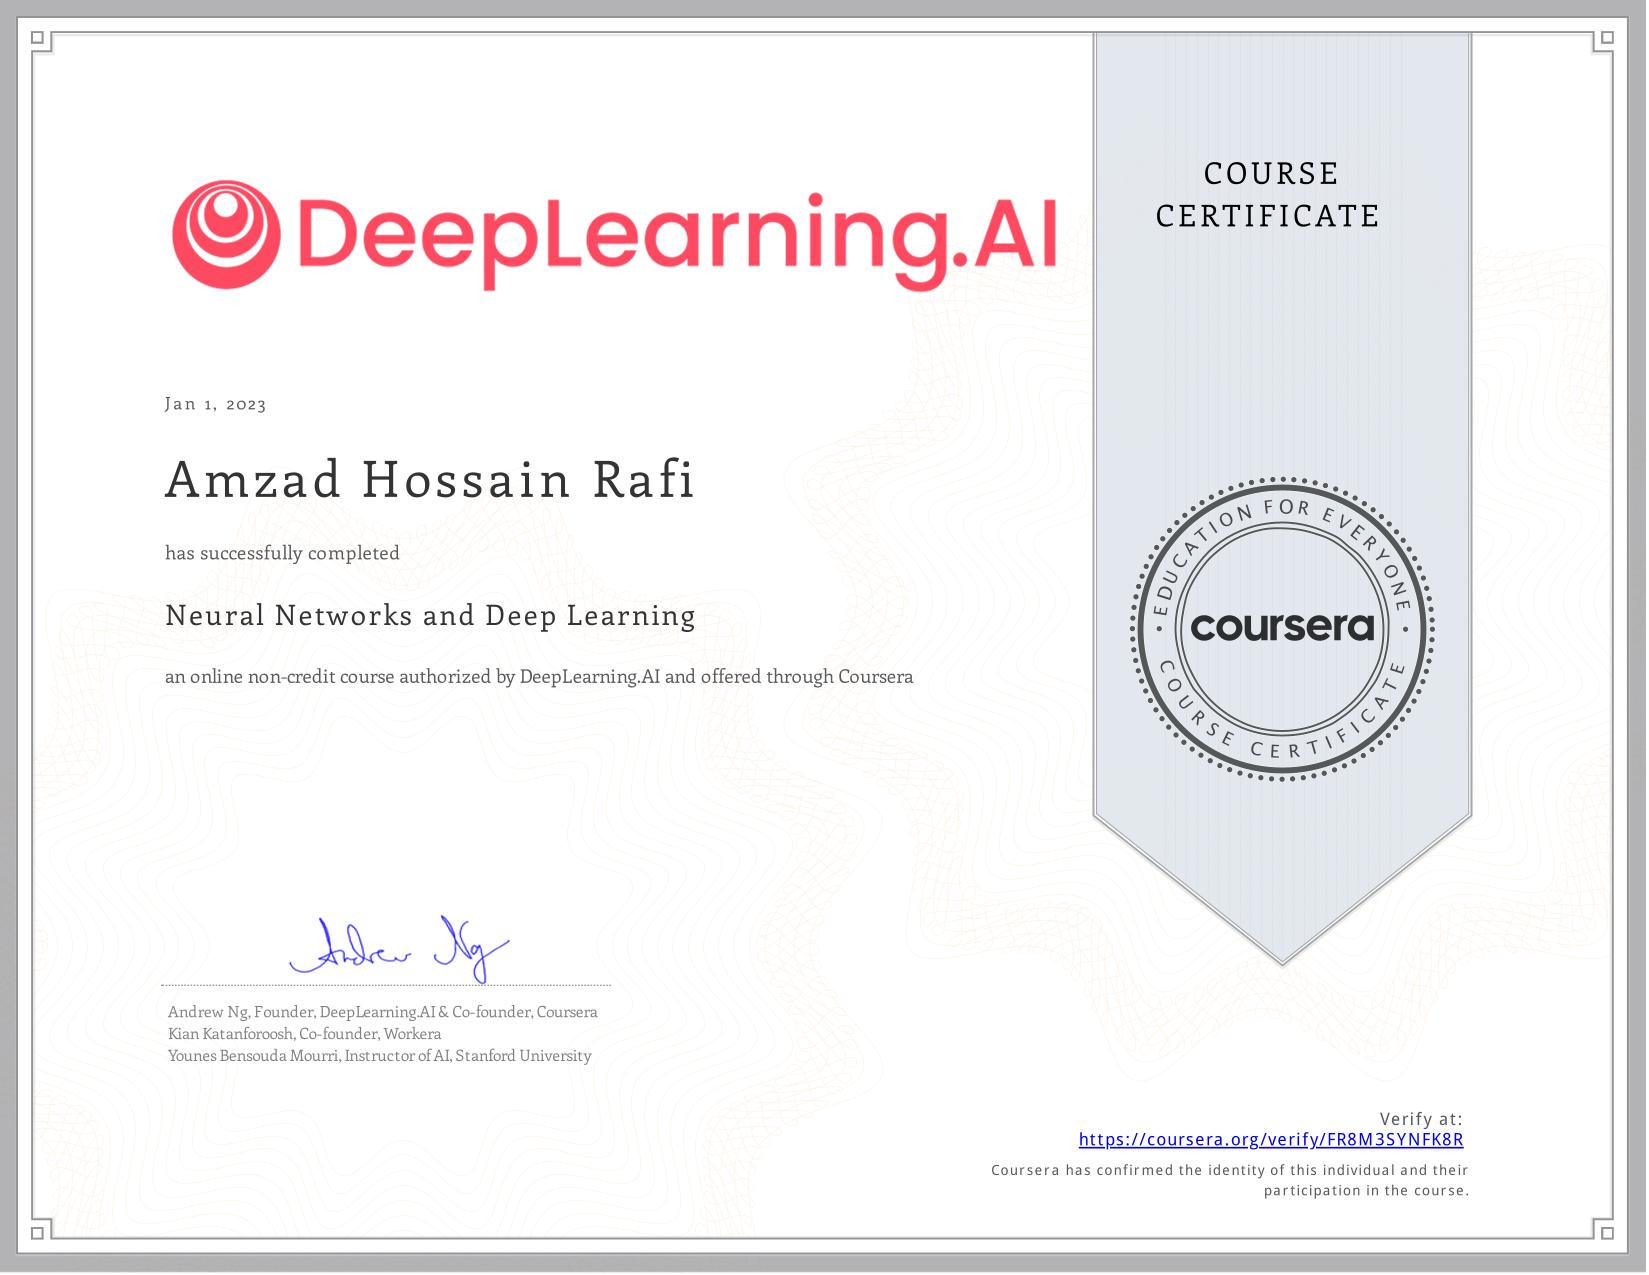 DeepLearning.AI
COURSE
CERTIFICATE
Jan 1, 2023
Amzad Hossain Rafi
has successfully completed
Neural Networks and Deep Learning
an online non-credit course authorized by DeepLearning.AI and offered through Coursera
EDUCATION FOR EVERYONE
coursera
COURSE CERTIFICATE
Andrew Ng
Andrew Ng, Founder, DeepLearning.AI & Co-founder, Coursera
Kian Katanforoosh, Co-founder, Workera
Younes Bensouda Mourri, Instructor of AI, Stanford University
Verify at:
https://coursera.org/verify/FR8M3SYNFK8R
Coursera has confirmed the identity of this individual and their
participation in the course.